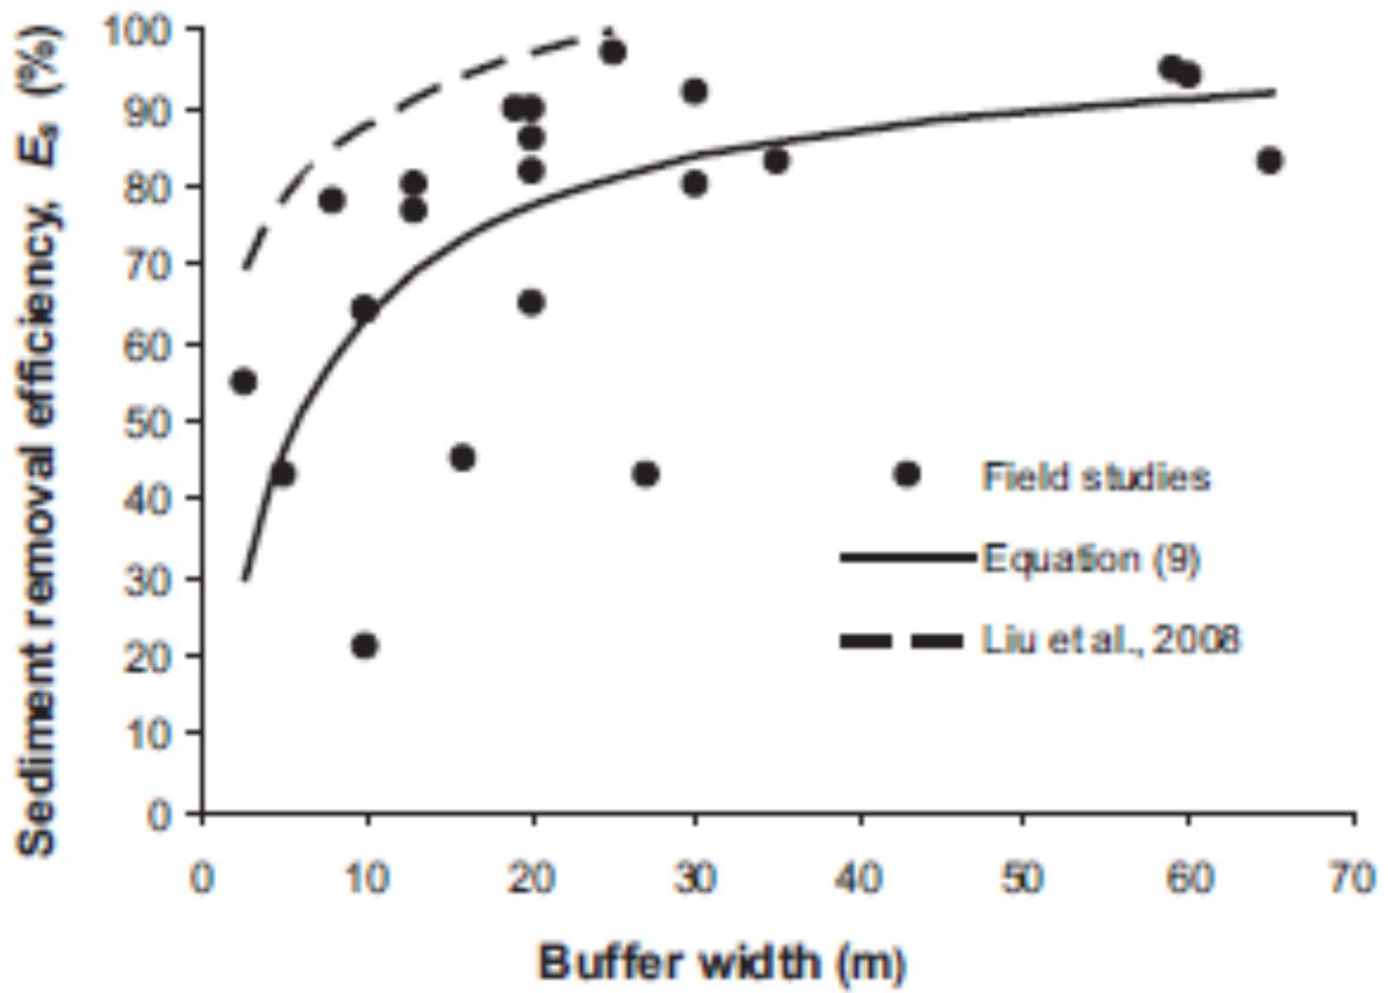 Sediment removal efficiency, Es (%)
100
90
80
70
60
50
40
30
20
10
0
Field studies
Equation (9)
Liu et al., 2008
0 10 20 30 40 50 60 70
Buffer width (m)